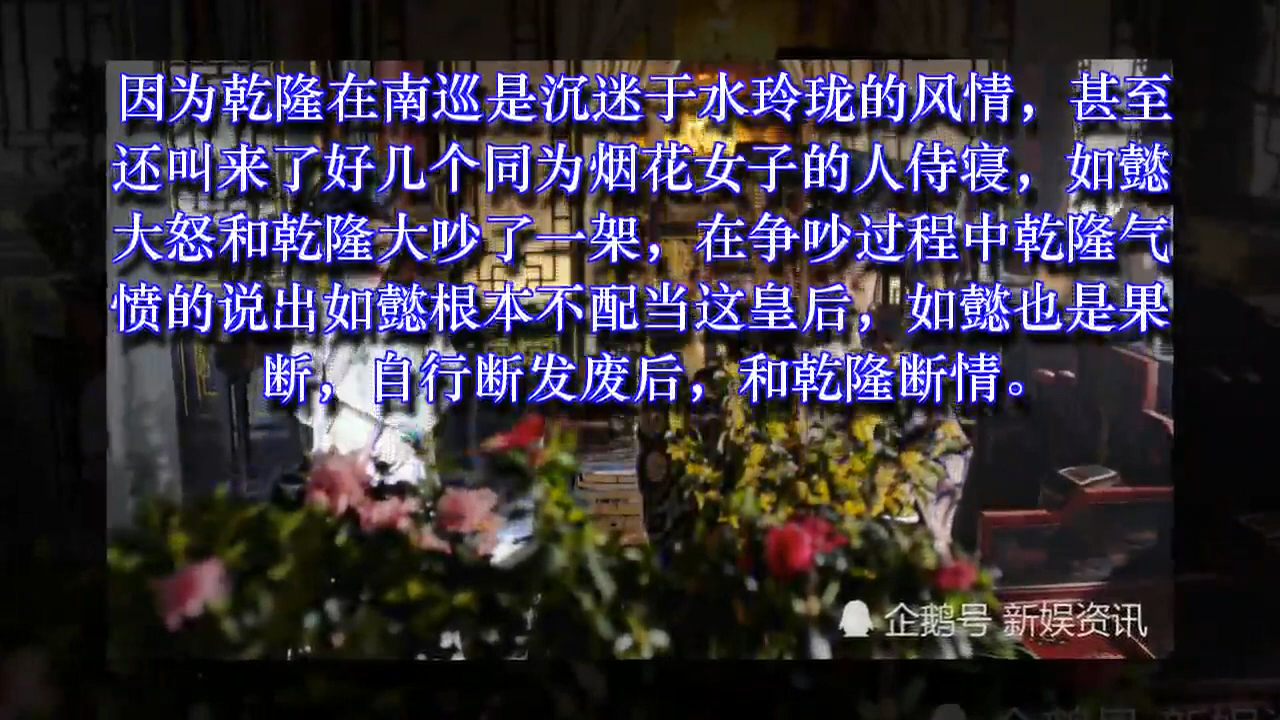 因为乾隆在南巡是沉迷于水玲珑的风情，甚至
还叫来了好几个同为烟花女子的人侍寝，如懿
大怒和乾隆大吵了一架，在争吵过程中乾隆气
愤的说出如懿根本不配当这皇后，如懿也是果
断，自行断发废后，和乾隆断情。
企鹅号 新娱资讯